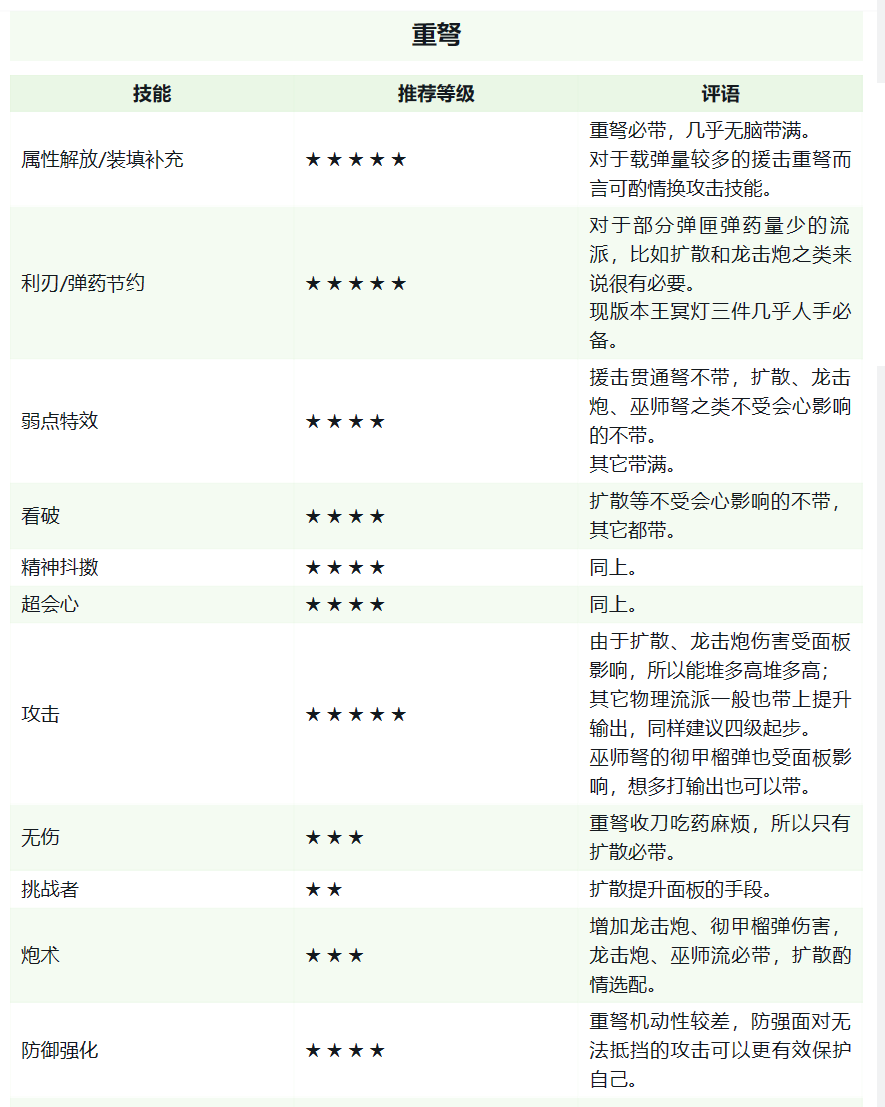 重弩
技能 推荐等级 评语
属性解放/装填补充 ★★★★★ 重弩必带，几乎无脑带满。
对于载弹量较多的援击重弩而
言可酌情换攻击技能。
利刃/弹药节约 ★★★★★ 对于部分弹匣弹药量少的流
派，比如扩散和龙击炮之类来
说很有必要。
现版本王冥灯三件几乎人手必
备。
弱点特效 ★★★★ 援击贯通弩不带，扩散、龙击
炮、巫师弩之类不受会心影响
的不带。
其它带满。
看破 ★★★★ 扩散等不受会心影响的不带，
其它都带。
精神抖擞 ★★★★ 同上。
超会心 ★★★★ 同上。
攻击 ★★★★★ 由于扩散、龙击炮伤害受面板
影响，所以能堆多高堆多高；
其它物理流派一般也带上提升
输出，同样建议四级起步。
巫师弩的彻甲榴弹也受面板影
响，想多打输出也可以带。
无伤 ★★★ 重弩收刀吃药麻烦，所以只有
扩散必带。
挑战者 ★★ 扩散提升面板的手段。
炮术 ★★★ 增加龙击炮、彻甲榴弹伤害，
龙击炮、巫师流必带，扩散酌
情选配。
防御强化 ★★★★ 重弩机动性较差，防强面对无
法抵挡的攻击可以更有效保护
自己。